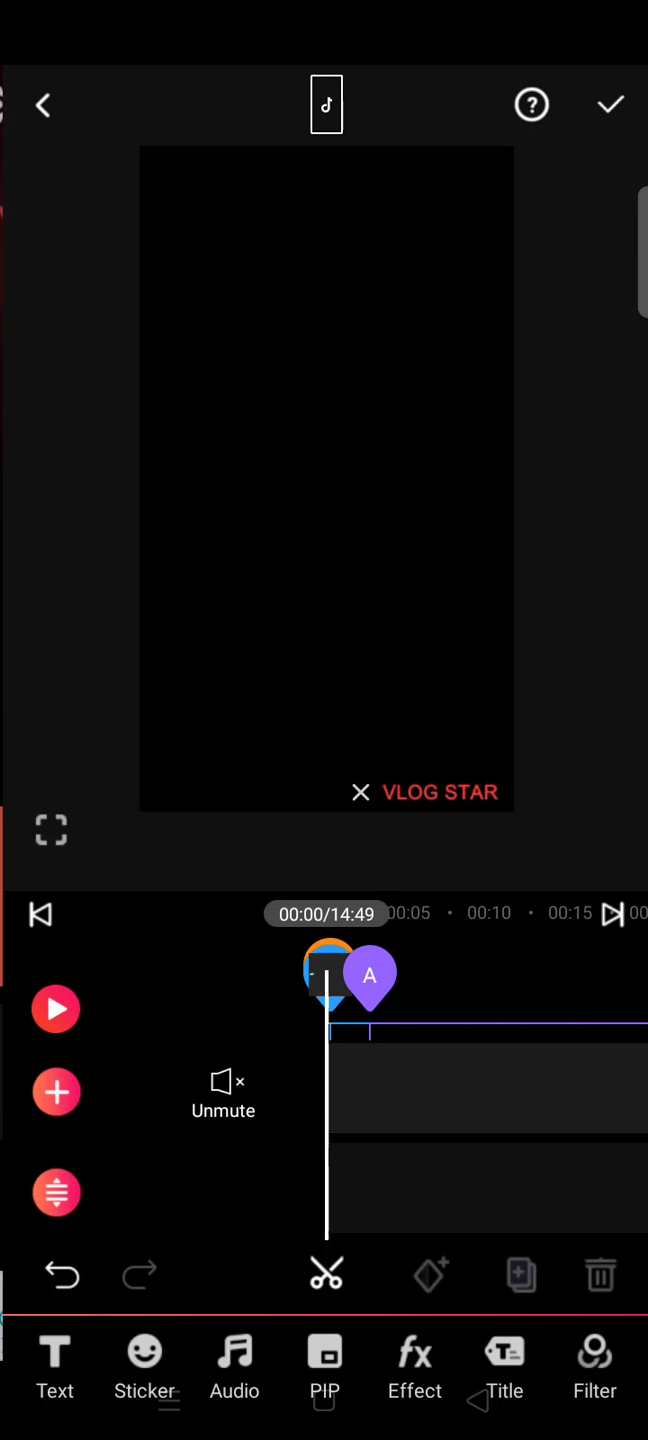 VLOG STAR
00:00/14:49
00:05
00:10
00:15
00
A
Unmute
Text
Sticker
Audio
PIP
Effect
Title
Filter